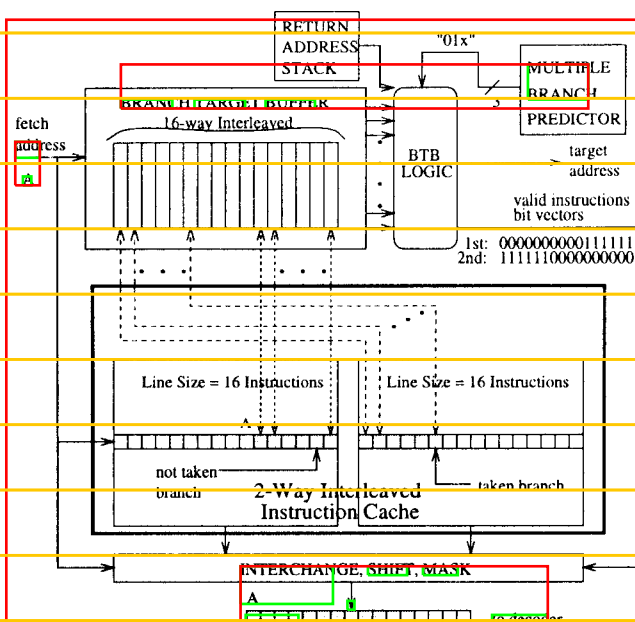 RETURN
ADDRESS
STACK
"01x"
MULTIPLE
BRANCH
PREDICTOR
3
BRANCH TARGET BUFFER
16-way Interleaved
fetch
address
A
BTB
LOGIC
target
address
valid instructions
bit vectors
1st: 0000000000111111
2nd: 1111110000000000
Line Size = 16 Instructions
Line Size = 16 Instructions
A
not taken
branch
taken branch
2-Way Interleaved
Instruction Cache
INTERCHANGE, SHIFT, MASK
A
to decoder